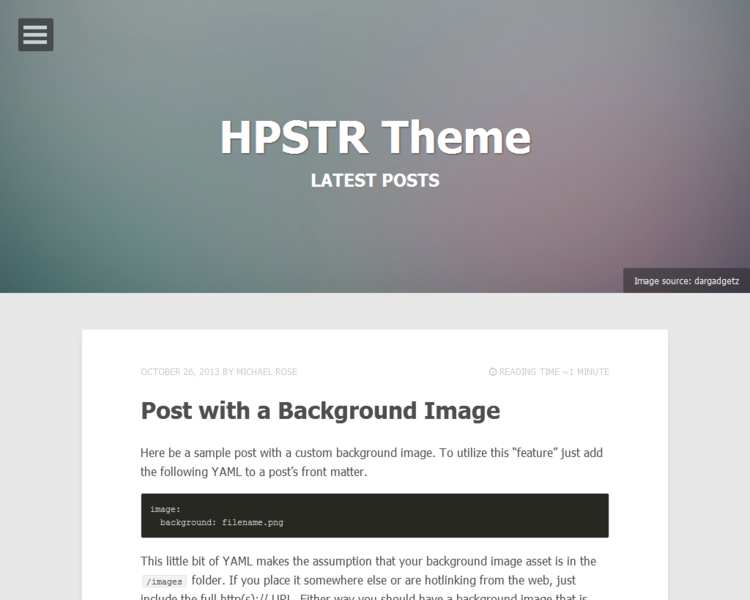 HPSTR Theme
LATEST POSTS
Image source: dargadgetz
OCTOBER 26, 2013 BY MICHAEL ROSE
READING TIME ~1 MINUTE
Post with a Background Image
Here be a sample post with a custom background image. To utilize this “feature” just add
the following YAML to a post’s front matter.
image:
  background: filename.png
This little bit of YAML makes the assumption that your background image asset is in the
/images folder. If you place it somewhere else or are hotlinking from the web, just
include the full http(s):// URL. Either way you should have a background image that is